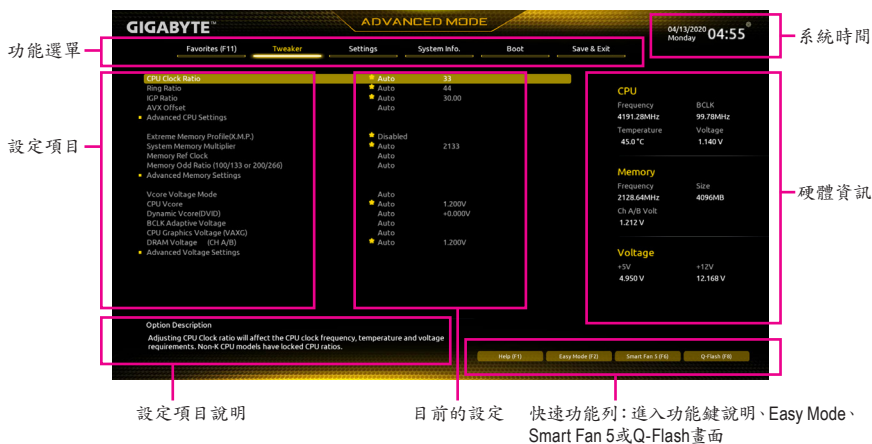 GIGABYTE™
ADVANCED MODE
04/13/2020
Monday
04:55
系統時間
功能選單
Favorites (F11) Tweaker Settings System Info. Boot Save & Exit
設定項目
CPU Clock Ratio Auto 33
Ring Ratio Auto 44
IGP Ratio Auto 30.00
AVX Offset Auto
Advanced CPU Settings
Extreme Memory Profile(X.M.P.) Disabled
System Memory Multiplier Auto 2133
Memory Ref Clock Auto
Memory Odd Ratio (100/133 or 200/266) Auto
Advanced Memory Settings
Vcore Voltage Mode Auto
CPU Vcore Auto 1.200V
Dynamic Vcore(DVID) Auto +0.000V
BCLK Adaptive Voltage Auto
CPU Graphics Voltage (VAXG) Auto
DRAM Voltage (CH A/B) Auto 1.200V
Advanced Voltage Settings
CPU
Frequency BCLK
4191.28MHz 99.78MHz
Temperature Voltage
45.0 °C 1.140 V
Memory
Frequency Size
2128.64MHz 4096MB
Ch A/B Volt
1.212 V
Voltage
+5V +12V
4.950 V 12.168 V
硬體資訊
Option Description
Adjusting CPU Clock ratio will affect the CPU clock frequency, temperature and voltage
requirements. Non-K CPU models have locked CPU ratios.
Help (F1) Easy Mode (F2) Smart Fan 5 (F6) Q-Flash (F8)
設定項目說明
目前的設定
快速功能列：進入功能鍵說明、Easy Mode、
Smart Fan 5或Q-Flash畫面